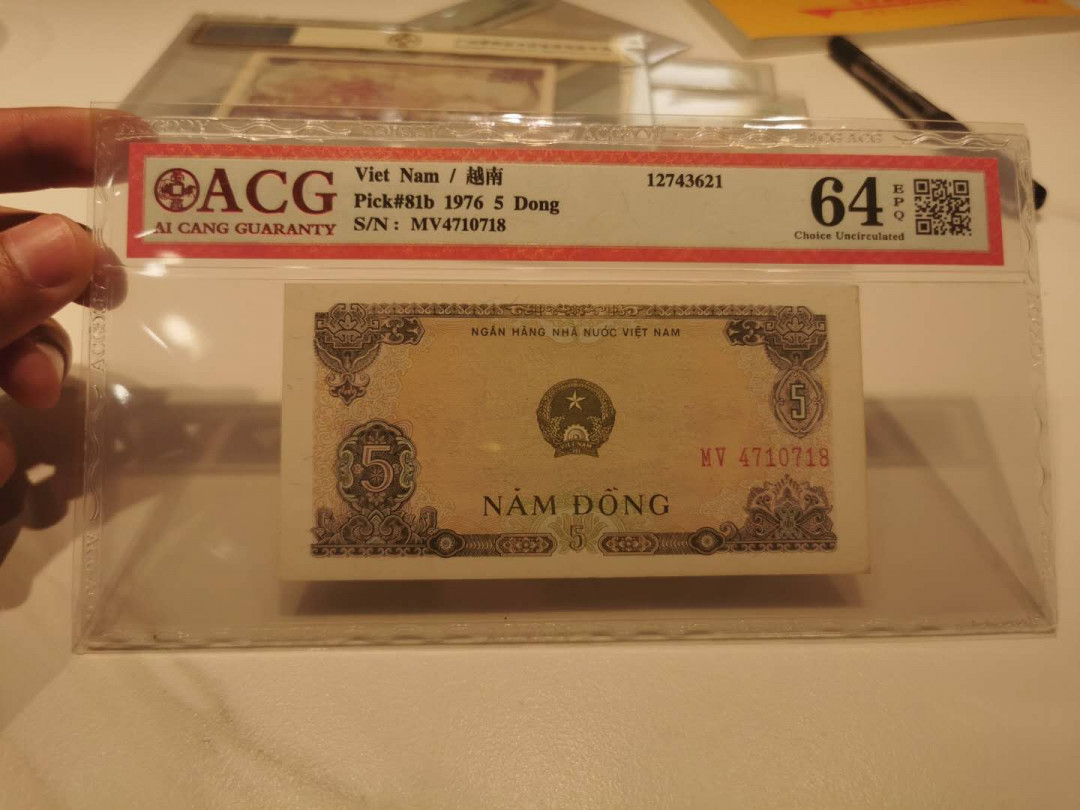 ACG
AI CANG GUARANTY
Viet Nam / 越南
Pick#81b 1976 5 Dong
S/N: MV4710718
12743621
64
EPQ
Choice Uncirculated
NGÂN HÀNG NHÀ NƯỚC VIỆT NAM
5
5
MV 4710718
NĂM ĐỒNG
5